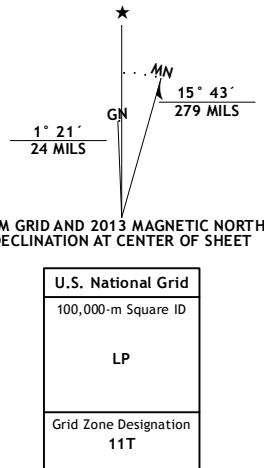 ★
MN
GN
15° 43´
279 MILS
1° 21´
24 MILS
M GRID AND 2013 MAGNETIC NORTH
DECLINATION AT CENTER OF SHEET
U.S. National Grid
100,000-m Square ID
LP
Grid Zone Designation
11T